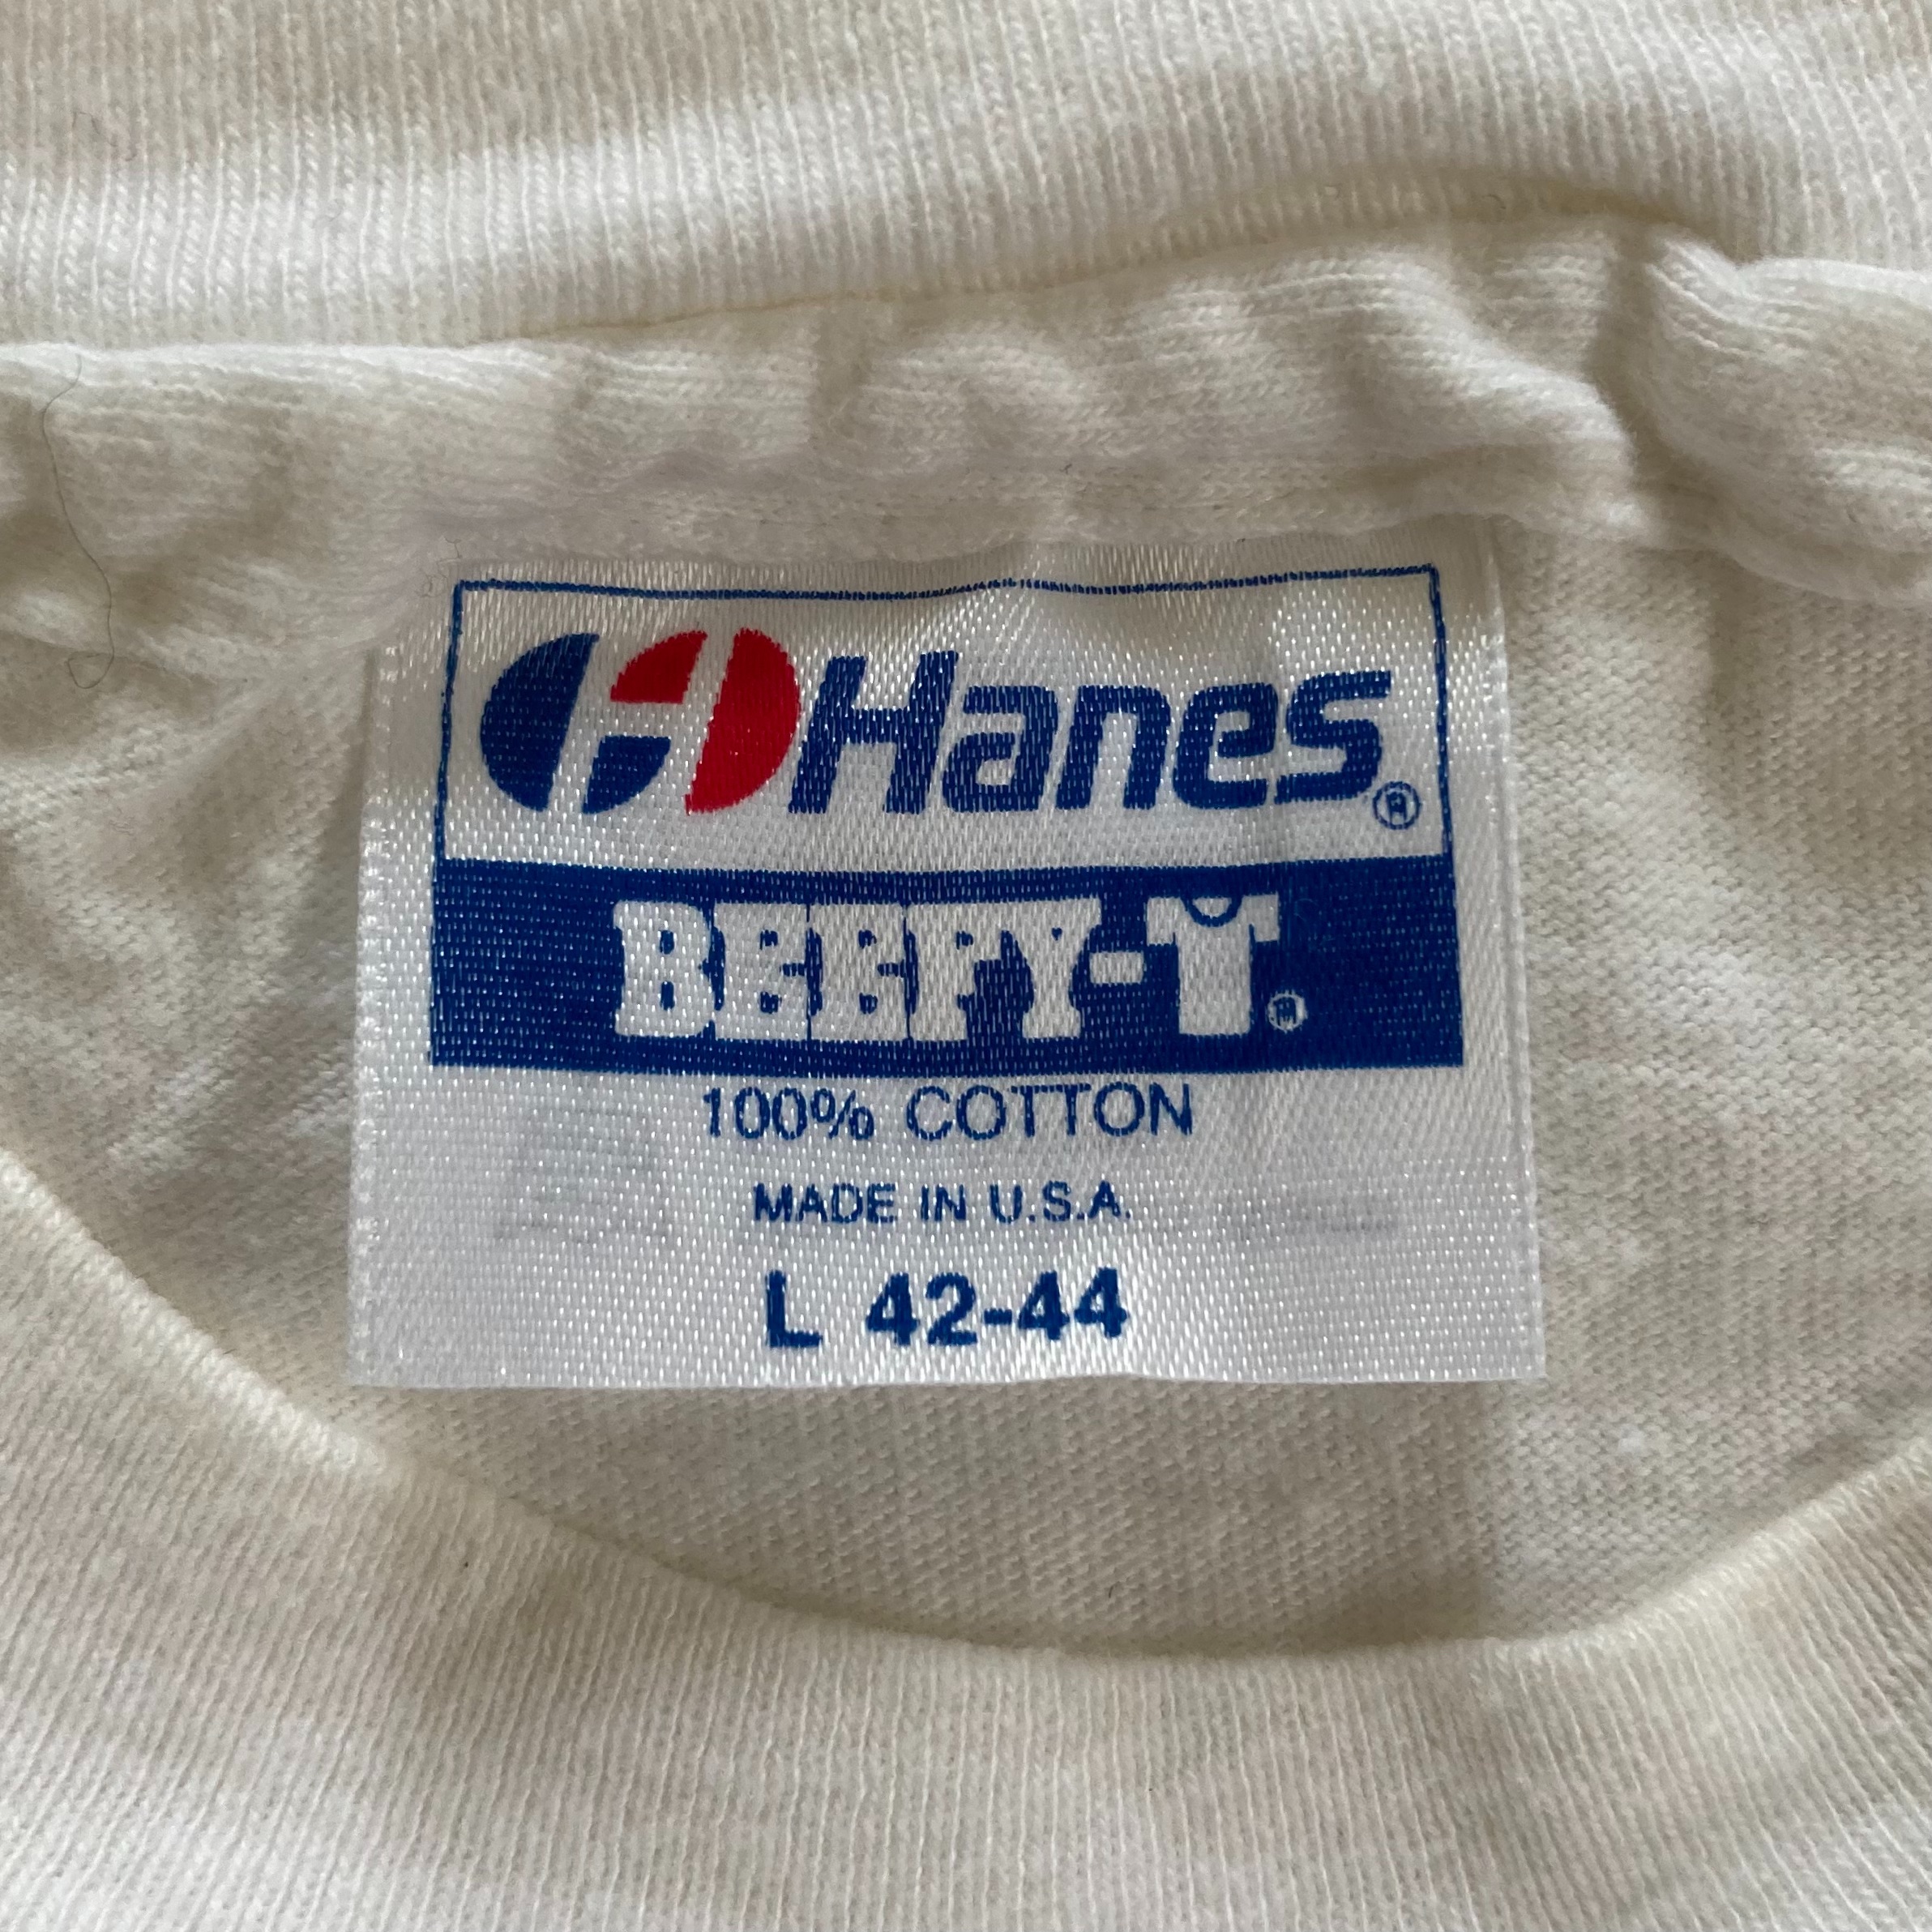 Hanes®
BEEFY-T®
100% COTTON
MADE IN U.S.A.
L 42-44